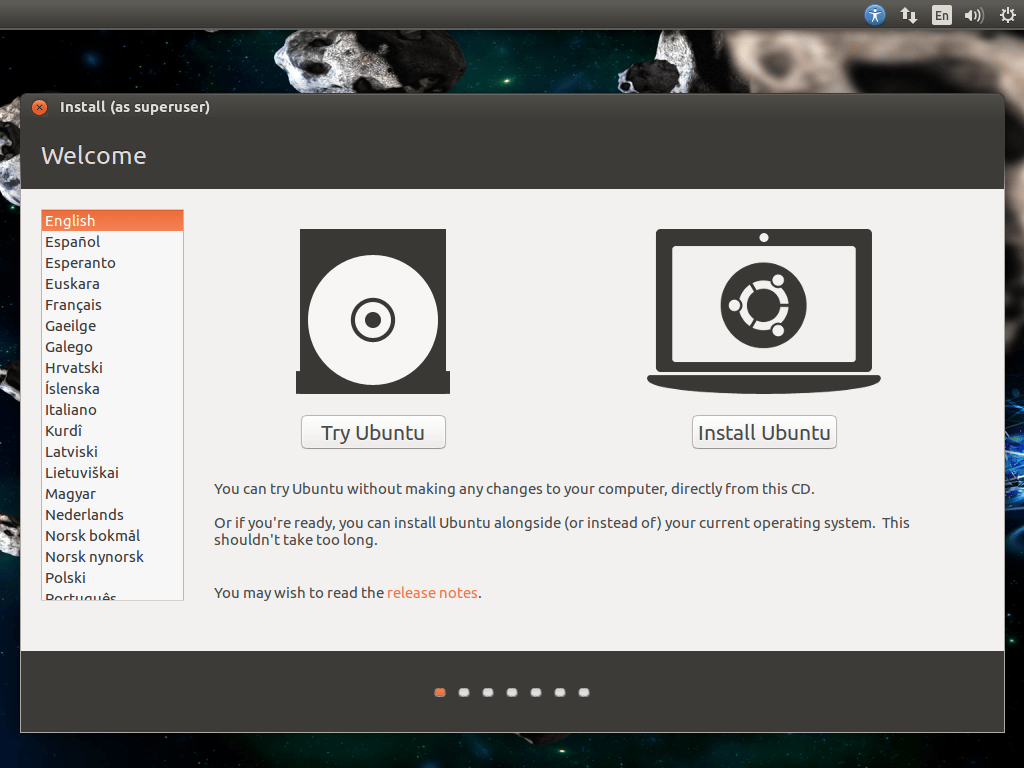 En
Install (as superuser)
Welcome
English
Español
Esperanto
Euskara
Français
Gaeilge
Galego
Hrvatski
Íslenska
Italiano
Kurdî
Latviski
Lietuviškai
Magyar
Nederlands
Norsk bokmål
Norsk nynorsk
Polski
Português
Try Ubuntu
Install Ubuntu
You can try Ubuntu without making any changes to your computer, directly from this CD.
Or if you're ready, you can install Ubuntu alongside (or instead of) your current operating system.  This
shouldn't take too long.
You may wish to read the release notes.